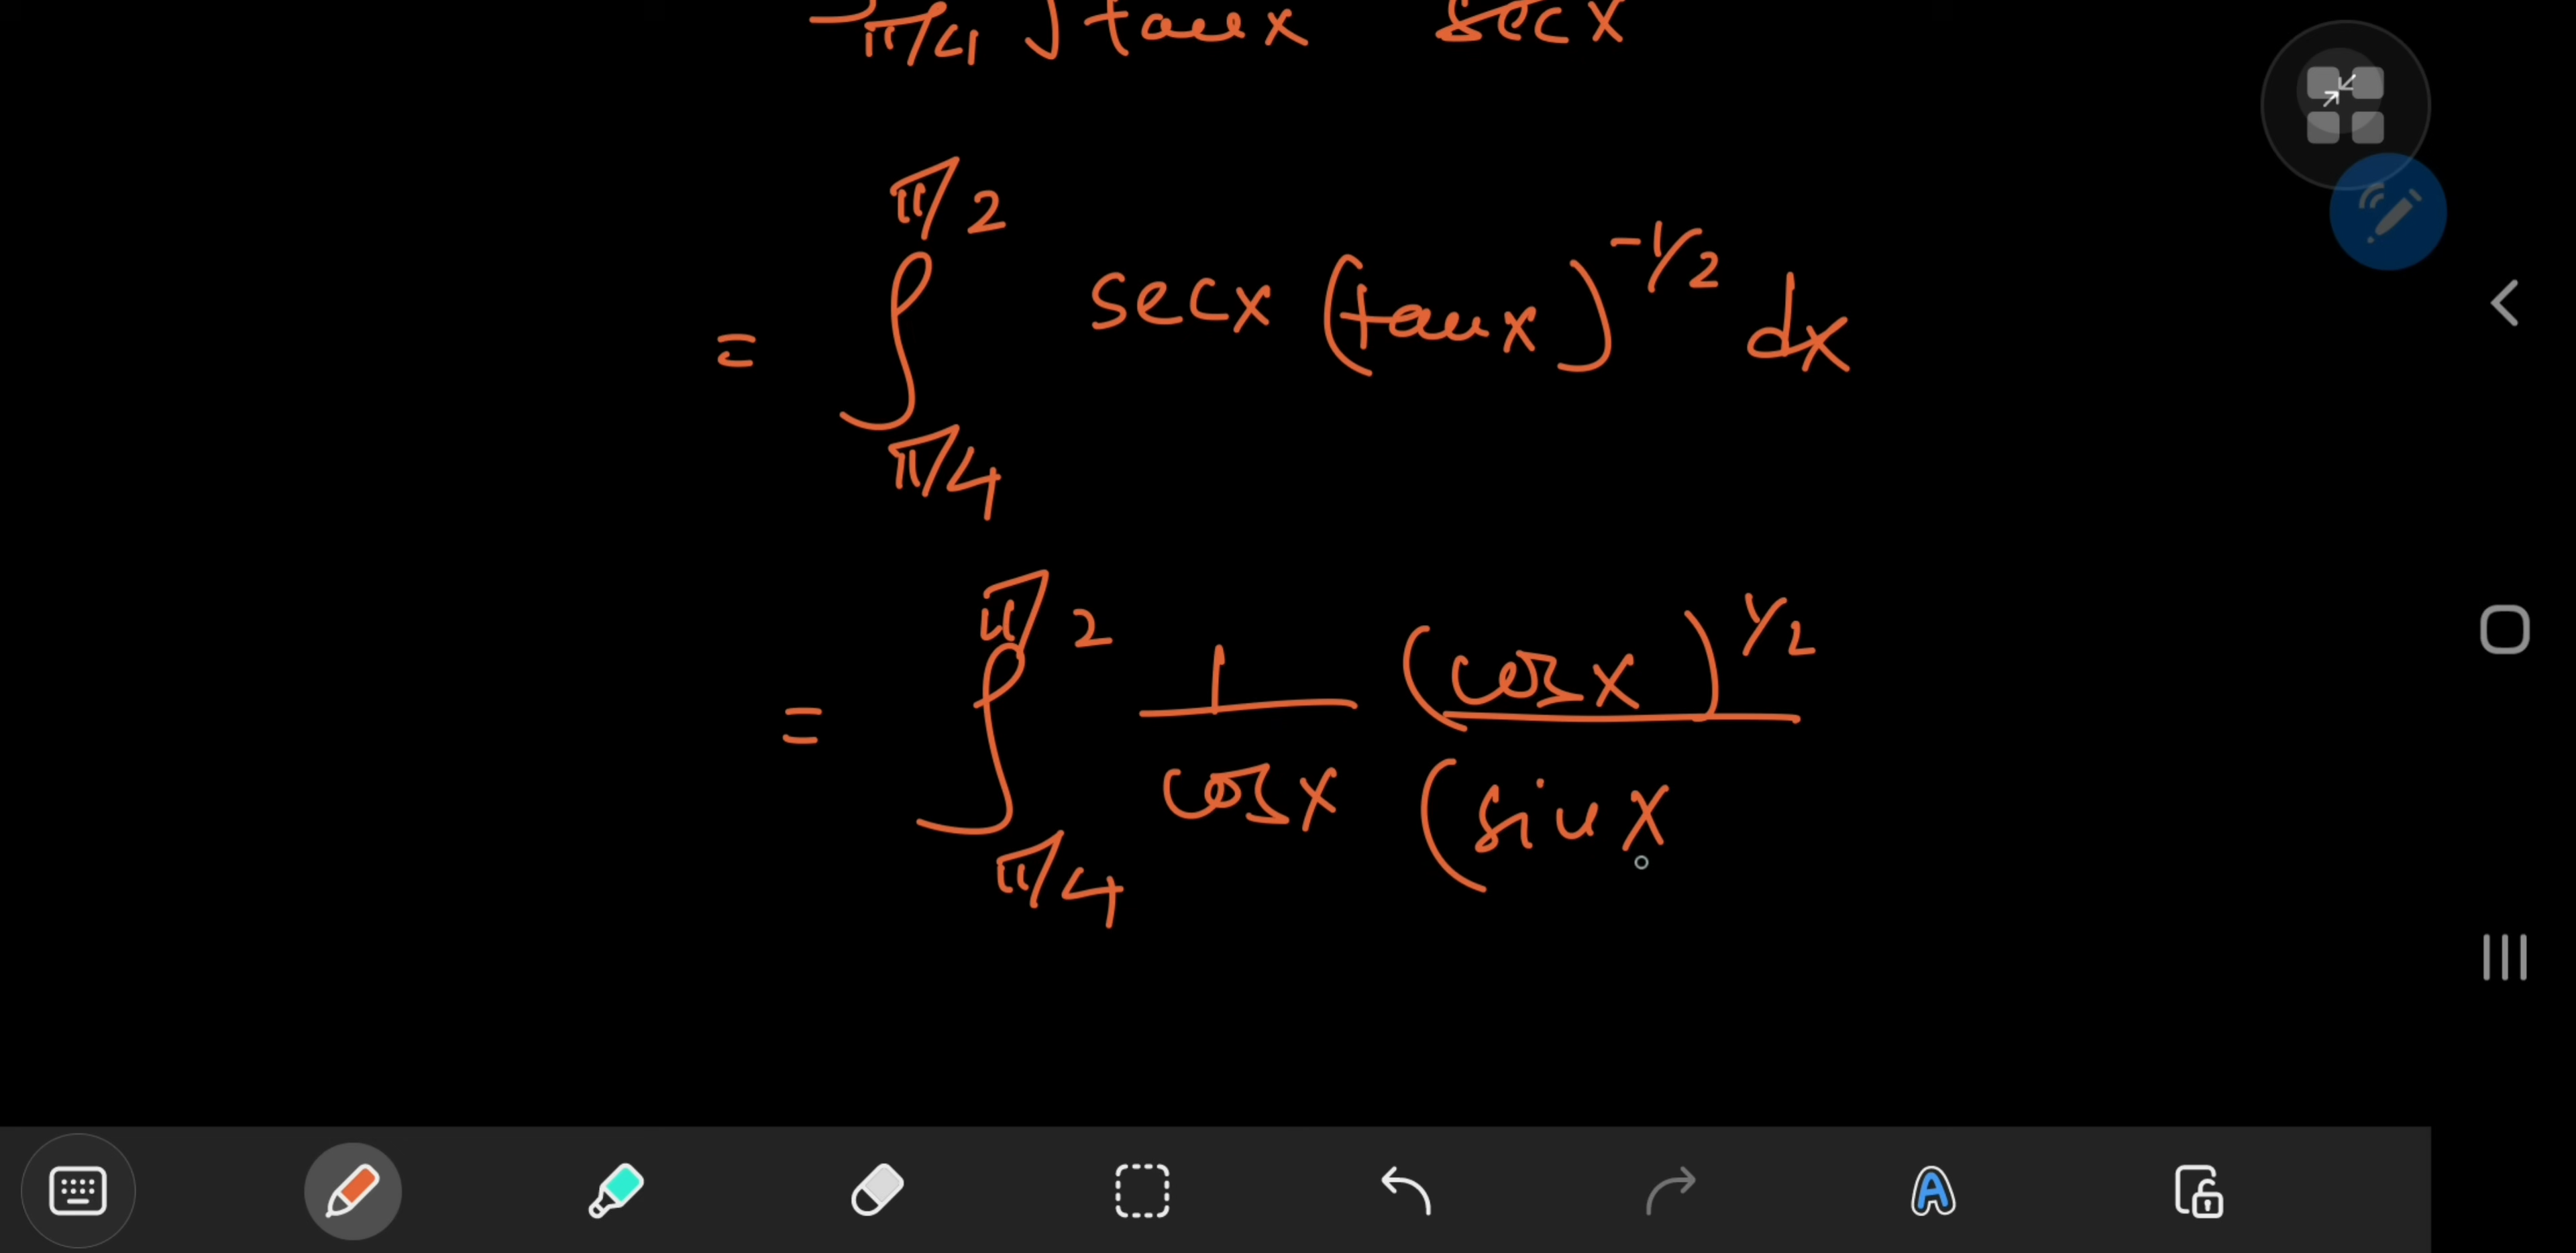 ∫_{π/4} √tan x sec x
= ∫_{π/4}^{π/2} sec x (tan x)^{-1/2} dx
= ∫_{π/4}^{π/2} 1/cos x (cos x)^{1/2}/(sin x
A